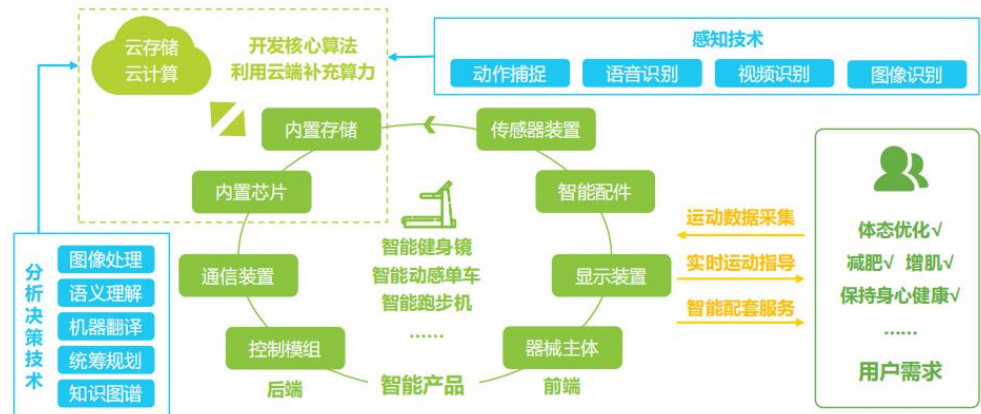 云存储
云计算
开发核心算法
利用云端补充算力
感知技术
动作捕捉
语音识别
视频识别
图像识别
内置存储
传感器装置
内置芯片
智能配件
通信装置
显示装置
控制模组
器械主体
后端
智能产品
前端
智能健身镜
智能动感单车
智能跑步机
……
分析决策技术
图像处理
语义理解
机器翻译
统筹规划
知识图谱
运动数据采集
实时运动指导
智能配套服务
体态优化√
减肥√ 增肌√
保持身心健康√
……
用户需求